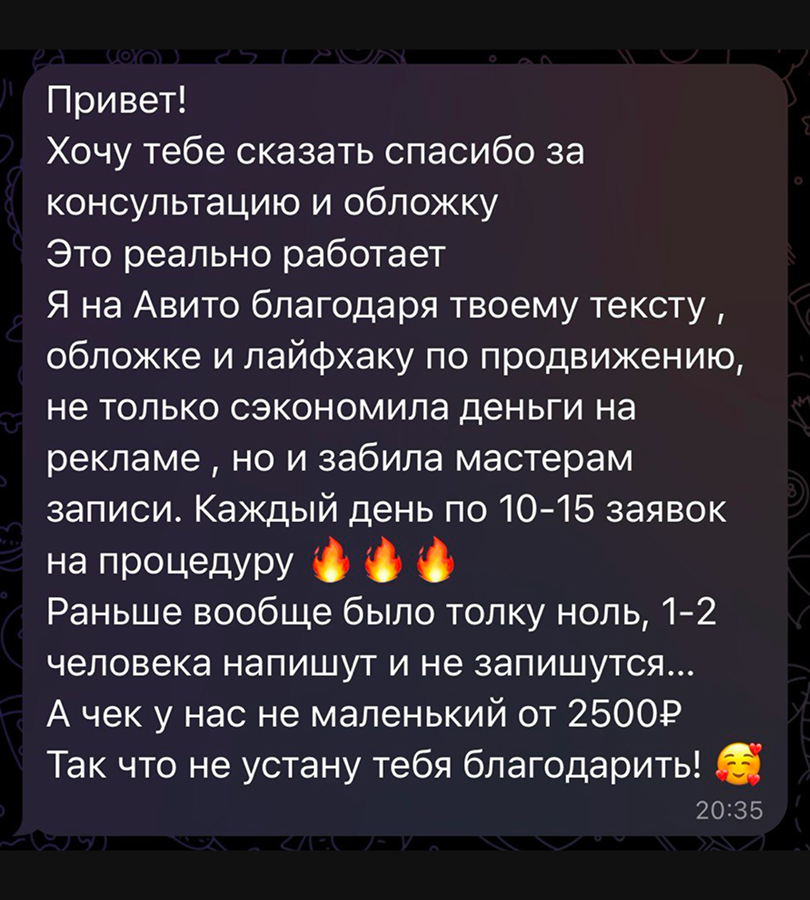 Привет!
Хочу тебе сказать спасибо за
консультацию и обложку
Это реально работает
Я на Авито благодаря твоему тексту ,
обложке и лайфхаку по продвижению,
не только сэкономила деньги на
рекламе , но и забила мастерам
записи. Каждый день по 10-15 заявок
на процедуру 🔥🔥🔥
Раньше вообще было толку ноль, 1-2
человека напишут и не запишутся...
А чек у нас не маленький от 2500₽
Так что не устану тебя благодарить! 🥰
20:35